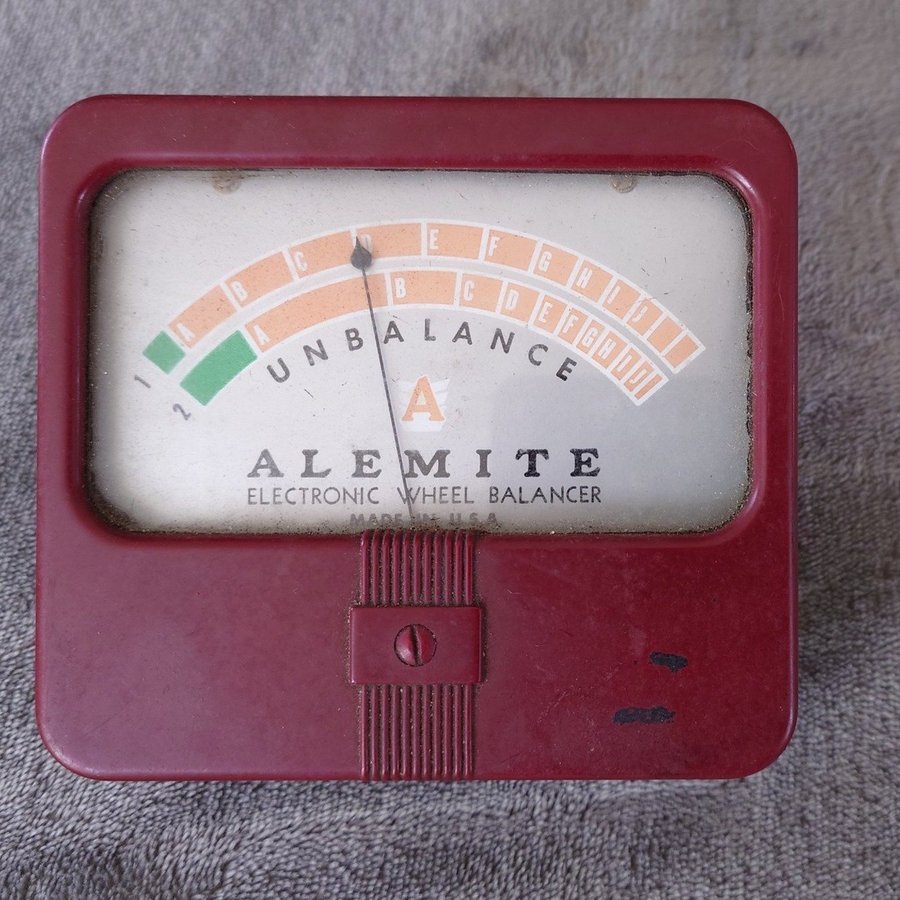 A B C D E F G H I J
1
A B C D E F G H I J
2
UNBALANCE
A
ALEMITE
ELECTRONIC WHEEL BALANCER
MADE IN U.S.A.